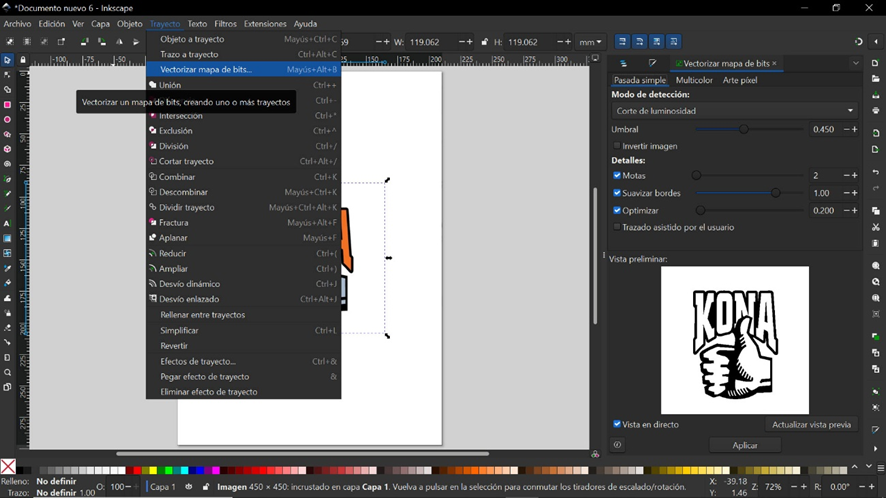 *Documento nuevo 6 - Inkscape
Archivo Edición Ver Capa Objeto Trayecto Texto Filtros Extensiones Ayuda
W: 119.062 H: 119.062 mm
Objeto a trayecto Mayús+Ctrl+C
Trazo a trayecto Ctrl+Alt+C
Vectorizar mapa de bits... Mayús+Alt+B
Unión Ctrl++
Vectorizar un mapa de bits, creando uno o más trayectos Ctrl+-
Intersección Ctrl+*
Exclusión Ctrl+^
División Ctrl+/
Cortar trayecto Ctrl+Alt+/
Combinar Ctrl+K
Descombinar Mayús+Ctrl+K
Dividir trayecto Mayús+Ctrl+Alt+K
Fractura Mayús+Alt+F
Aplanar Mayús+F
Reducir Ctrl+(
Ampliar Ctrl+)
Desvío dinámico Ctrl+J
Desvío enlazado Ctrl+Alt+J
Rellenar entre trayectos
Simplificar Ctrl+L
Revertir
Efectos de trayecto... Ctrl+&
Pegar efecto de trayecto &
Eliminar efecto de trayecto
Vectorizar mapa de bits
Pasada simple Multicolor Arte píxel
Modo de detección:
Corte de luminosidad
Umbral 0.450
Invertir imagen
Detalles:
Motas 2
Suavizar bordes 1.00
Optimizar 0.200
Trazado asistido por el usuario
Vista preliminar:
KONA
Vista en directo Actualizar vista previa
Aplicar
Relleno: No definir
Trazo: No definir 1.00
O: 100
Capa 1
Imagen 450 × 450: incrustado en capa Capa 1. Vuelva a pulsar en la selección para conmutar los tiradores de escalado/rotación.
X: -39.18
Y: 1.46
Z: 72% R: 0.00°